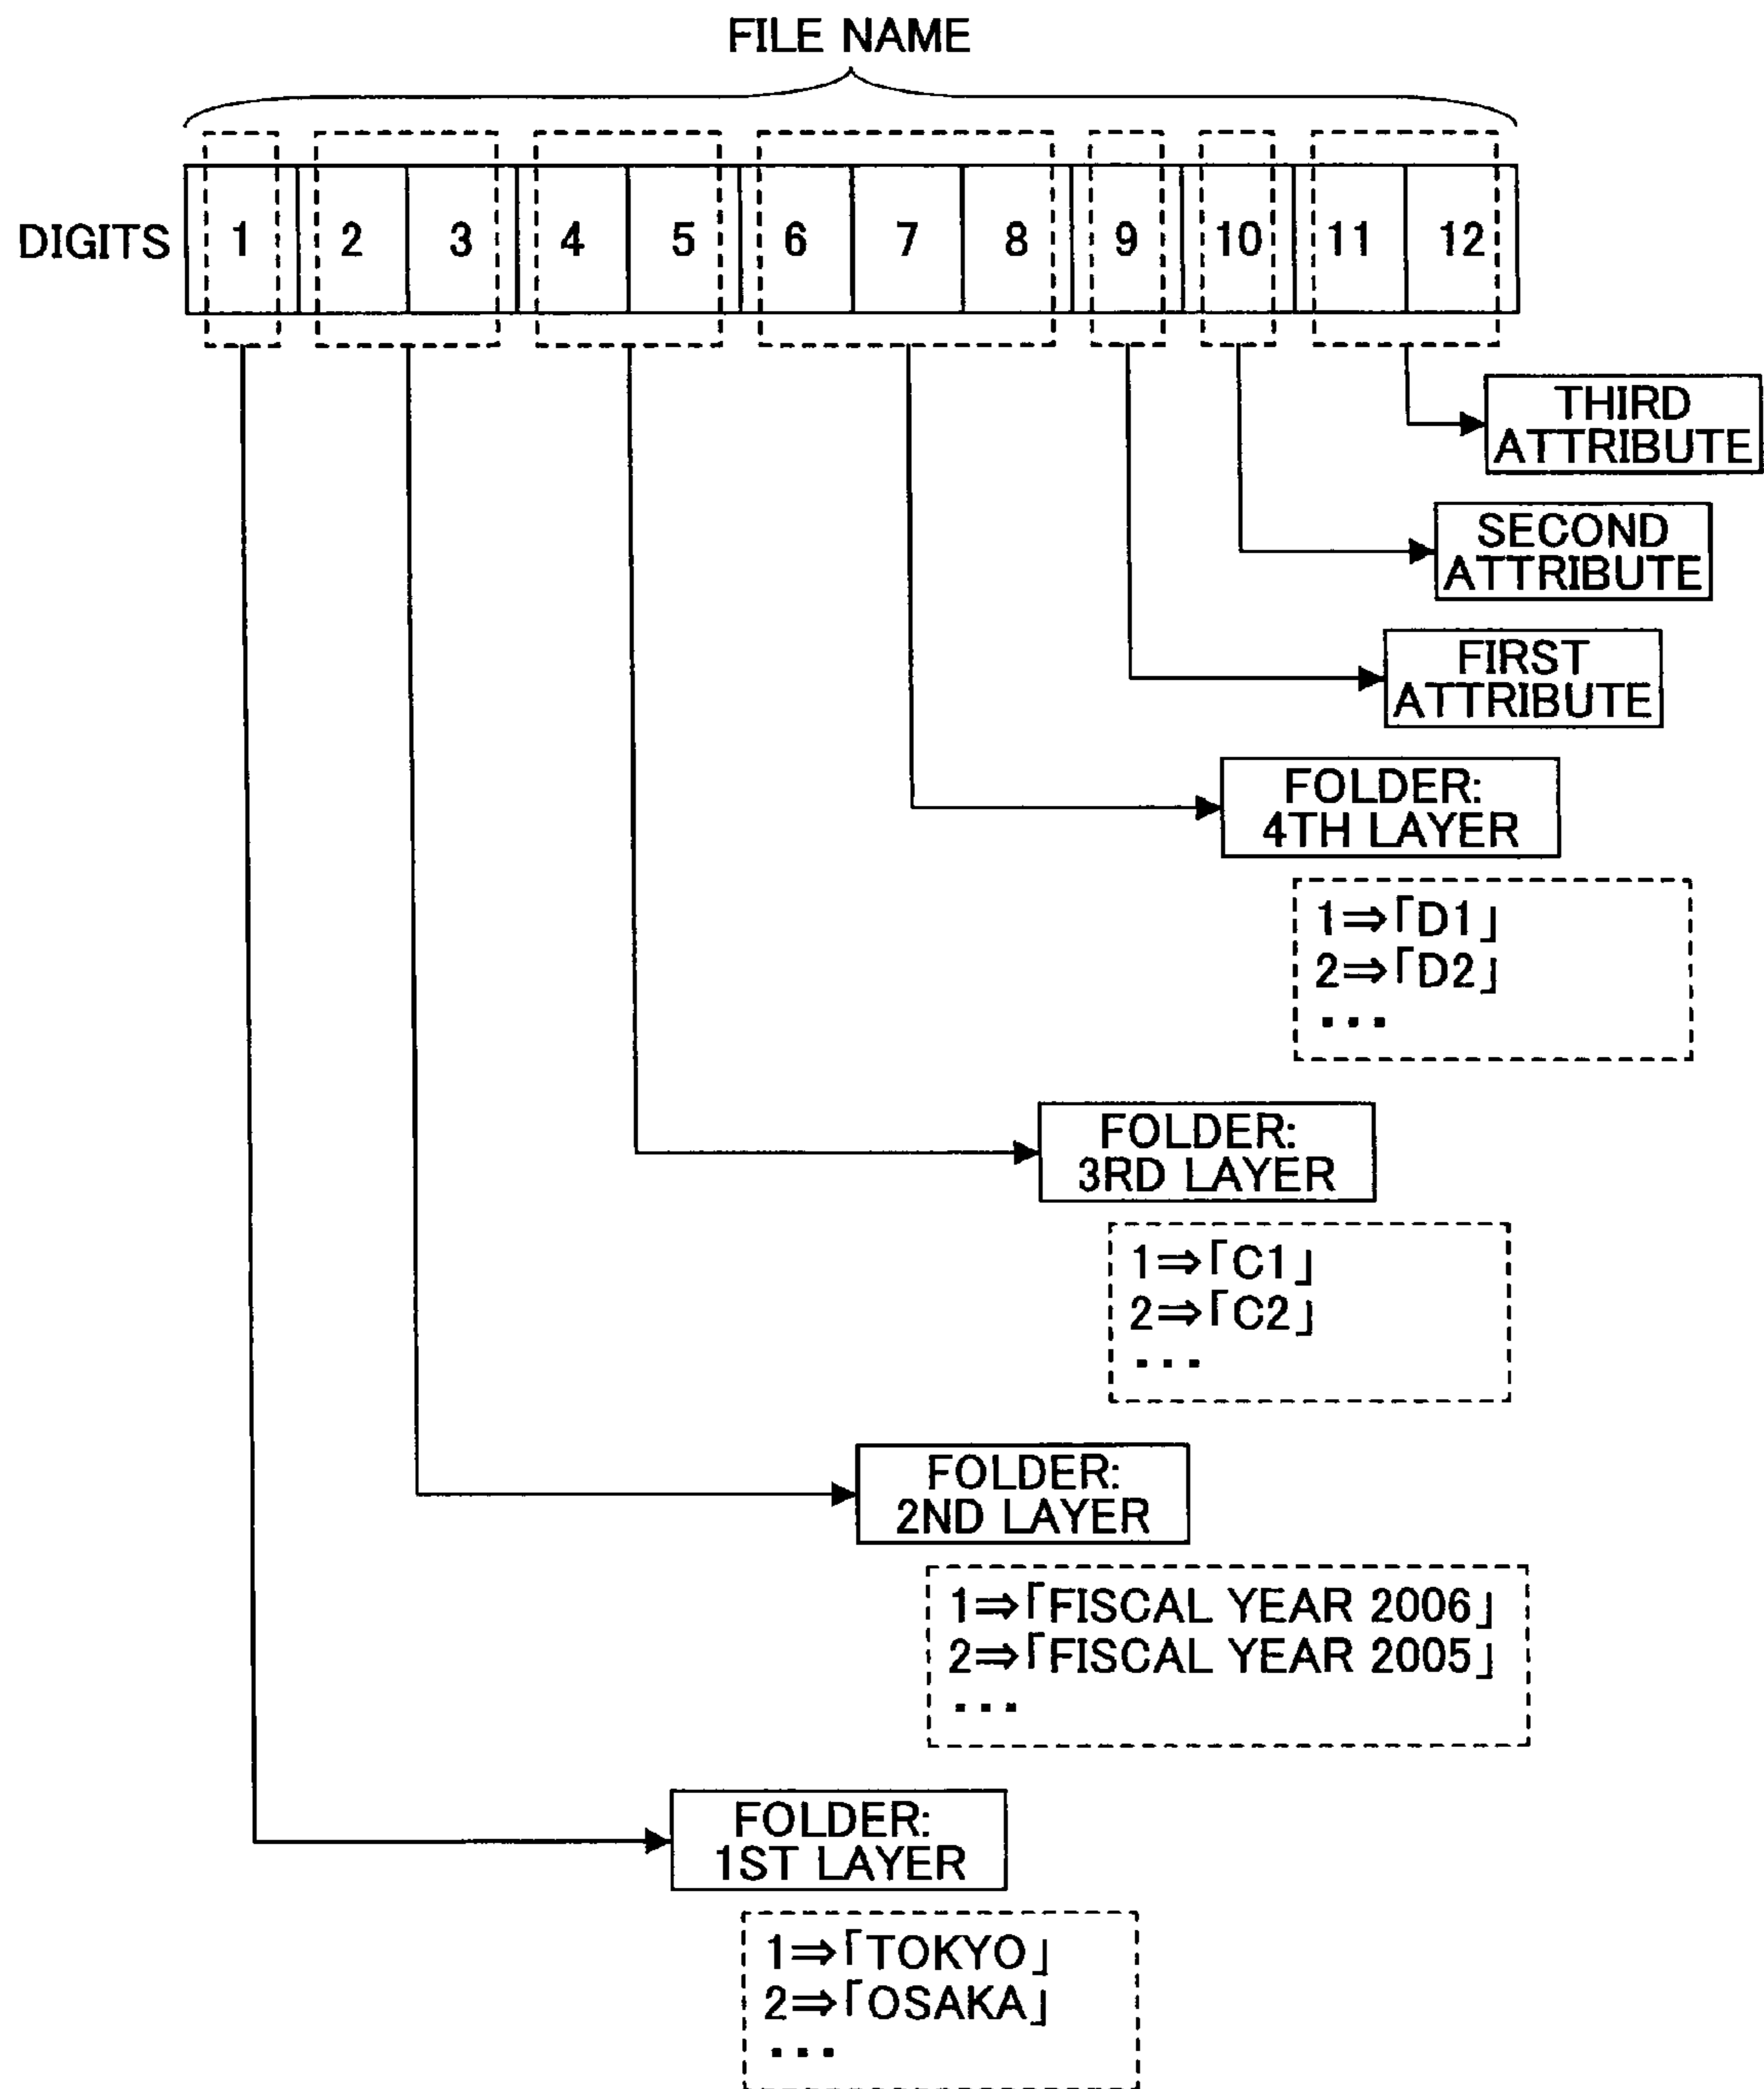 FILE NAME
DIGITS 1 2 3 4 5 6 7 8 9 10 11 12
THIRD
ATTRIBUTE
SECOND
ATTRIBUTE
FIRST
ATTRIBUTE
FOLDER:
4TH LAYER
1⇒「D1」
2⇒「D2」
...
FOLDER:
3RD LAYER
1⇒「C1」
2⇒「C2」
...
FOLDER:
2ND LAYER
1⇒「FISCAL YEAR 2006」
2⇒「FISCAL YEAR 2005」
...
FOLDER:
1ST LAYER
1⇒「TOKYO」
2⇒「OSAKA」
...